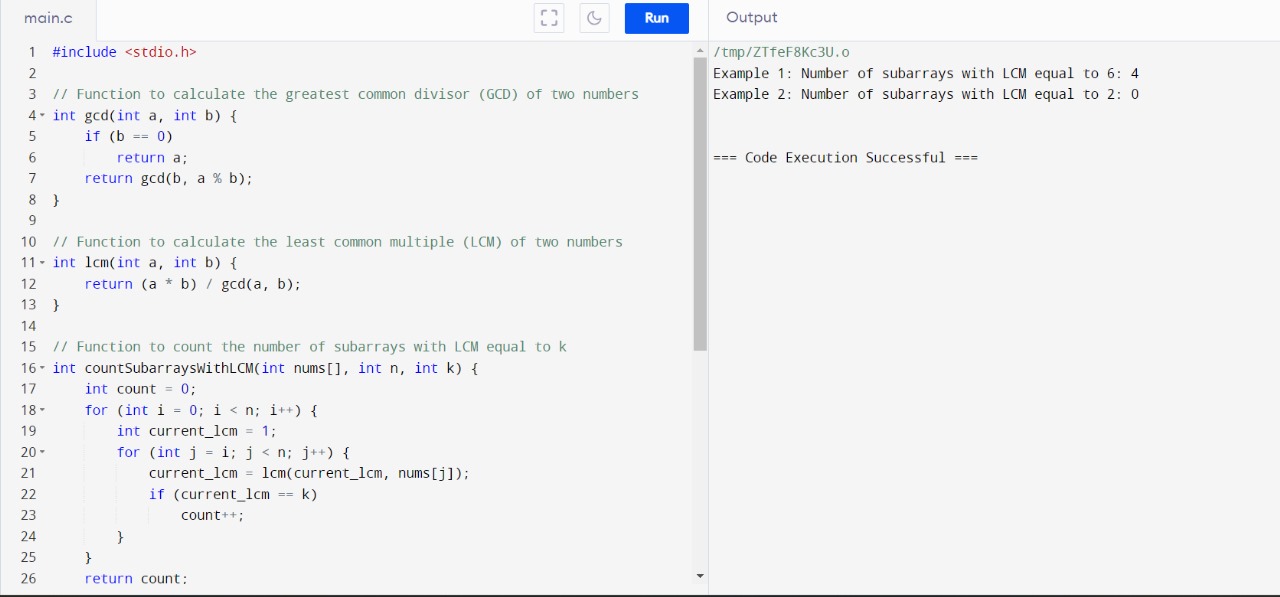 main.c
Run
Output
1 #include <stdio.h>
2
3 // Function to calculate the greatest common divisor (GCD) of two numbers
4 int gcd(int a, int b) {
5     if (b == 0)
6         return a;
7     return gcd(b, a % b);
8 }
9
10 // Function to calculate the least common multiple (LCM) of two numbers
11 int lcm(int a, int b) {
12     return (a * b) / gcd(a, b);
13 }
14
15 // Function to count the number of subarrays with LCM equal to k
16 int countSubarraysWithLCM(int nums[], int n, int k) {
17     int count = 0;
18     for (int i = 0; i < n; i++) {
19         int current_lcm = 1;
20         for (int j = i; j < n; j++) {
21             current_lcm = lcm(current_lcm, nums[j]);
22             if (current_lcm == k)
23                 count++;
24         }
25     }
26     return count;
/tmp/ZTfeF8Kc3U.o
Example 1: Number of subarrays with LCM equal to 6: 4
Example 2: Number of subarrays with LCM equal to 2: 0
=== Code Execution Successful ===